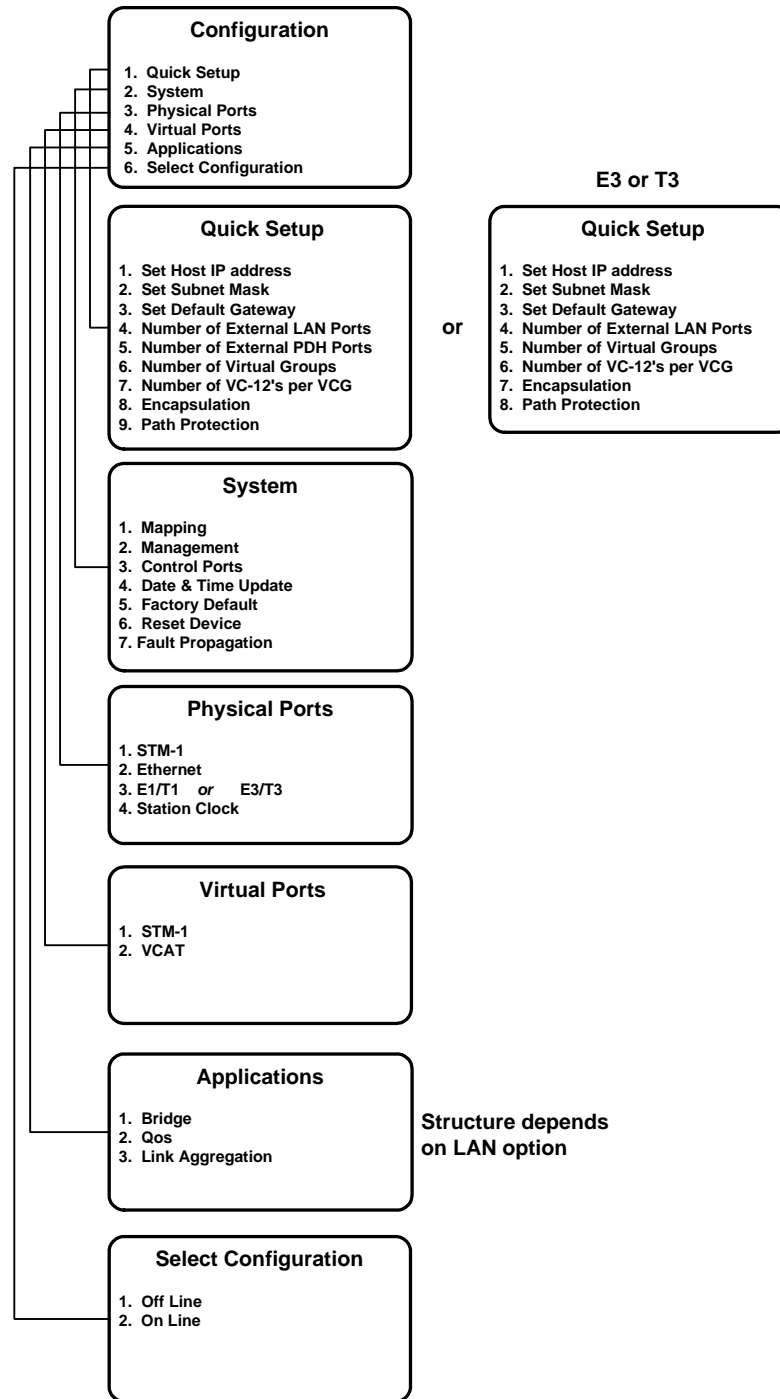 Configuration
1. Quick Setup
2. System
3. Physical Ports
4. Virtual Ports
5. Applications
6. Select Configuration
E3 or T3
Quick Setup
1. Set Host IP address
2. Set Subnet Mask
3. Set Default Gateway
4. Number of External LAN Ports
5. Number of External PDH Ports
6. Number of Virtual Groups
7. Number of VC-12's per VCG
8. Encapsulation
9. Path Protection
or
Quick Setup
1. Set Host IP address
2. Set Subnet Mask
3. Set Default Gateway
4. Number of External LAN Ports
5. Number of Virtual Groups
6. Number of VC-12's per VCG
7. Encapsulation
8. Path Protection
System
1. Mapping
2. Management
3. Control Ports
4. Date & Time Update
5. Factory Default
6. Reset Device
7. Fault Propagation
Physical Ports
1. STM-1
2. Ethernet
3. E1/T1 or E3/T3
4. Station Clock
Virtual Ports
1. STM-1
2. VCAT
Applications
1. Bridge
2. Qos
3. Link Aggregation
Structure depends
on LAN option
Select Configuration
1. Off Line
2. On Line